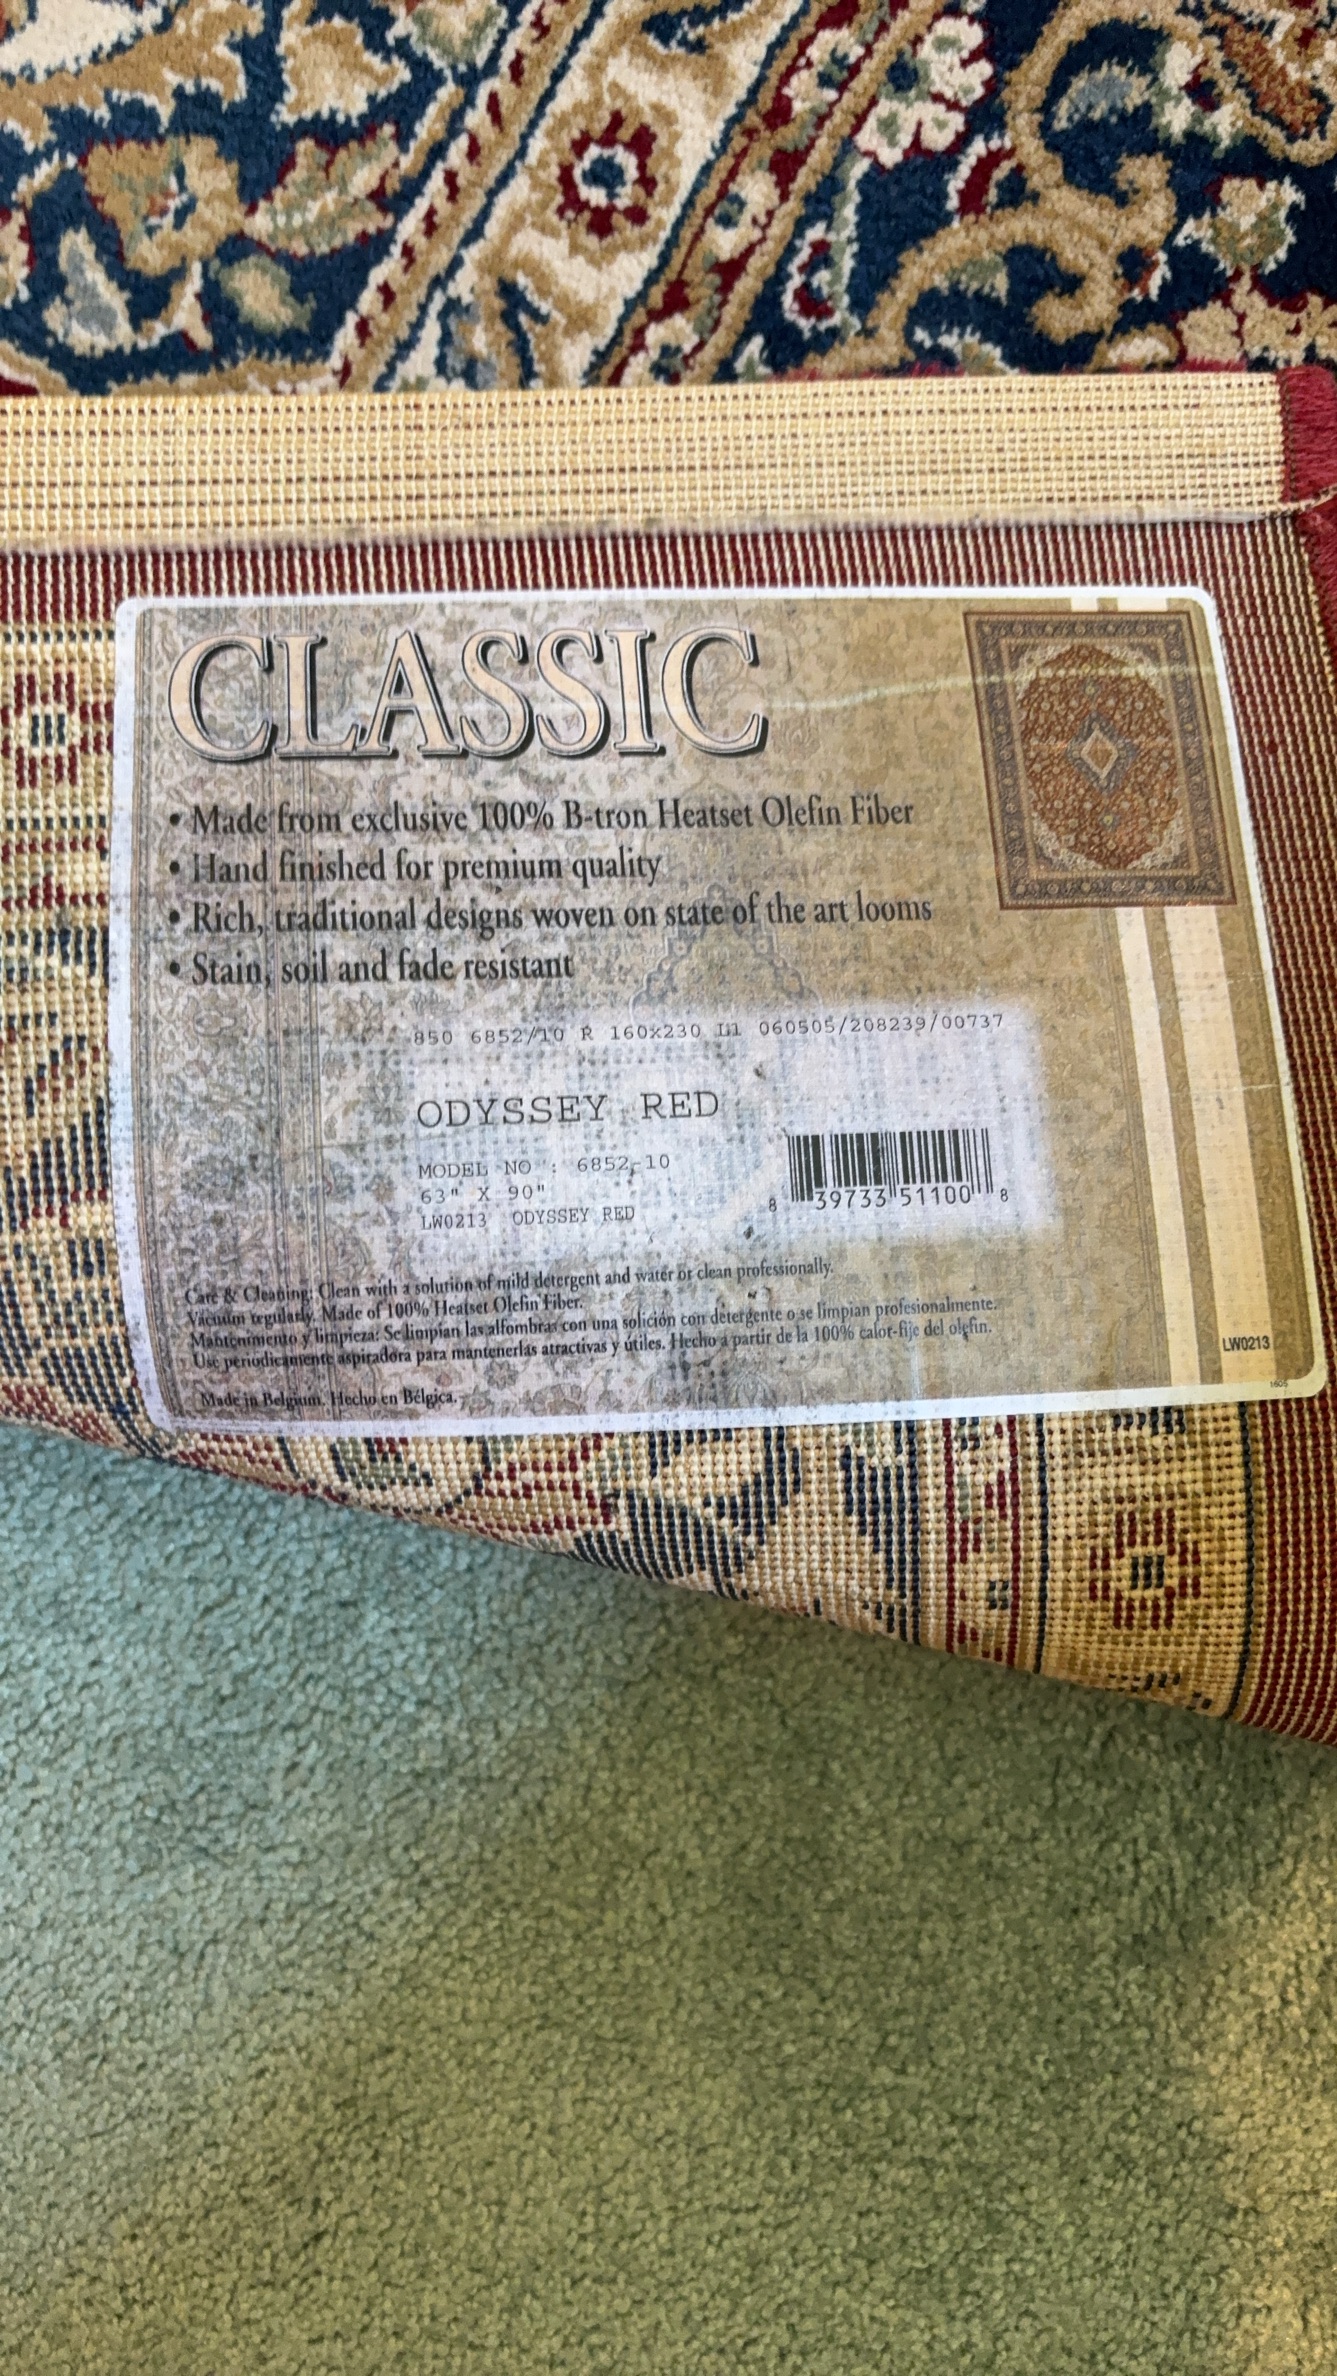 CLASSIC
• Made from exclusive 100% B-tron Heatset Olefin Fiber
• Hand finished for premium quality
• Rich, traditional designs woven on state of the art looms
• Stain, soil and fade resistant
850 6852/10 R 160x230 L1 060505/208239/00737
ODYSSEY RED
MODEL NO : 6852-10
63" X 90"
LW0213 ODYSSEY RED
8 39733 51100 8
Care & Cleaning: Clean with a solution of mild detergent and water or clean professionally.
Vacuum regularly. Made of 100% Heatset Olefin Fiber.
Mantenimento y limpieza: Se limpian las alfombras con una solición con detergente o se limpian profesionalmente.
Use periódicamente aspiradora para mantenerlas atractivas y útiles. Hecho a partir de la 100% calor-fije del olefin.
Made in Belgium. Hecho en Bélgica.
LW0213